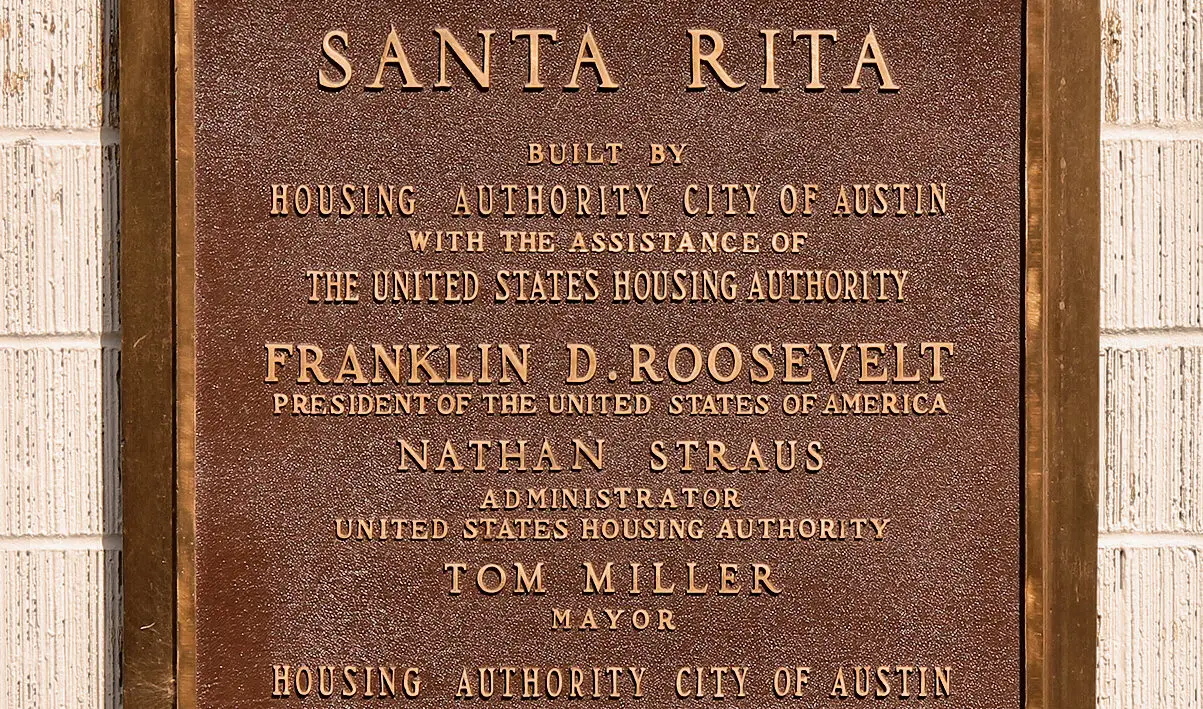 SANTA RITA
BUILT BY
HOUSING AUTHORITY CITY OF AUSTIN
WITH THE ASSISTANCE OF
THE UNITED STATES HOUSING AUTHORITY
FRANKLIN D. ROOSEVELT
PRESIDENT OF THE UNITED STATES OF AMERICA
NATHAN STRAUS
ADMINISTRATOR
UNITED STATES HOUSING AUTHORITY
TOM MILLER
MAYOR
HOUSING AUTHORITY CITY OF AUSTIN